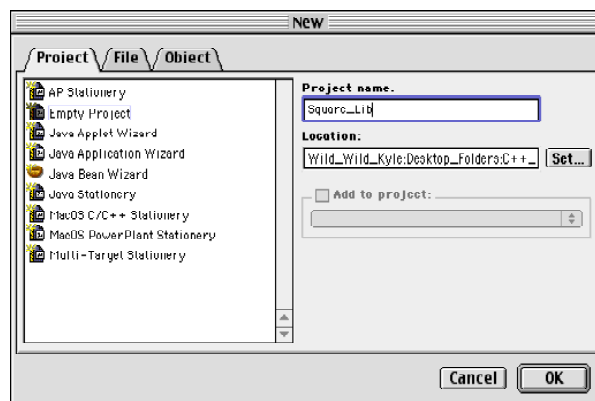 New
Project File Object
AP Stationery
Empty Project
Java Applet Wizard
Java Application Wizard
Java Bean Wizard
Java Stationery
MacOS C/C++ Stationery
MacOS PowerPlant Stationery
Multi-Target Stationery
Project name:
Square_Lib
Location:
Wild_Wild_Kyle:Desktop_Folders:C++_ Set...
Add to project:
Cancel OK